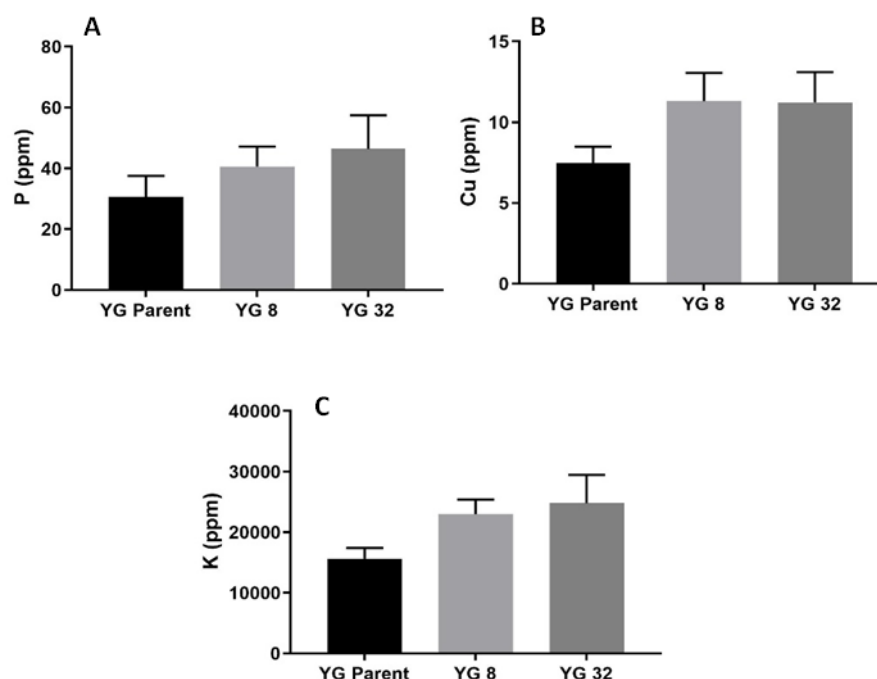 A
P (ppm)
80
60
40
20
0
YG Parent YG 8 YG 32
B
Cu (ppm)
15
10
5
0
YG Parent YG 8 YG 32
C
K (ppm)
40000
30000
20000
10000
0
YG Parent YG 8 YG 32